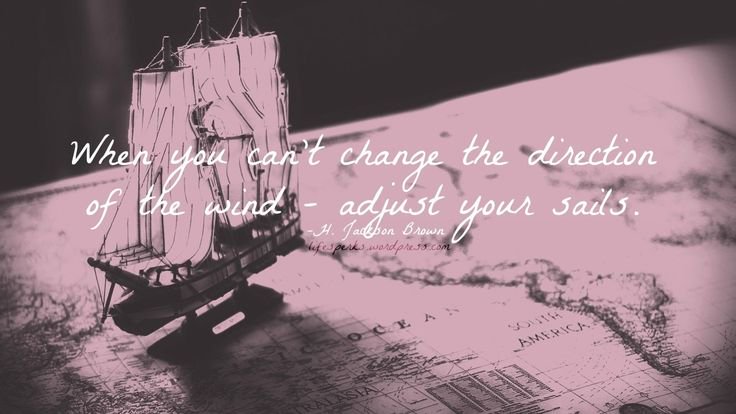 When you can't change the direction
of the wind - adjust your sails.
-H. Jackson Brown
lifesperks.wordpress.com
OCEAN
SOUTH
AMERICA